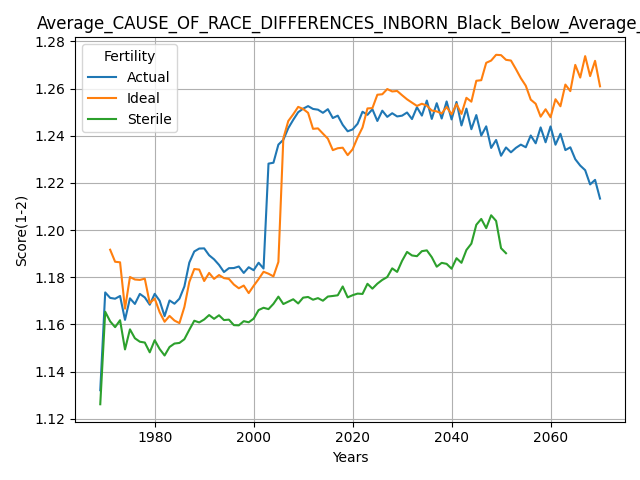 Average_CAUSE_OF_RACE_DIFFERENCES_INBORN_Black_Below_Average_
1.28
1.26
1.24
1.22
1.20
1.18
1.16
1.14
1.12
Score(1-2)
Fertility
Actual
Ideal
Sterile
1980
2000
2020
2040
2060
Years